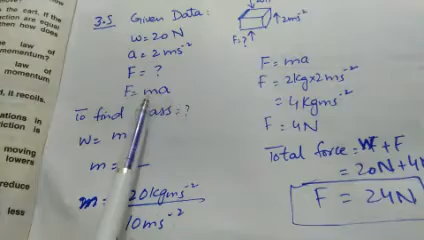 the cart. If the
ction are equal
then how does
law of
momentum?
law of
momentum
d, it recoils.
ations in
iction is
moving
lowers
reduce
less
3.5 Given Data:
W=20N
a=2ms⁻²
F=?
F=ma
To find mass:?
W= m
m=
m= 20kgms⁻²
10ms⁻²
↑2ms⁻²
F=?↑
F=ma
F=2kg×2ms⁻²
=4kgms⁻²
F=4N
Total force=W+F
=20N+4N
F=24N